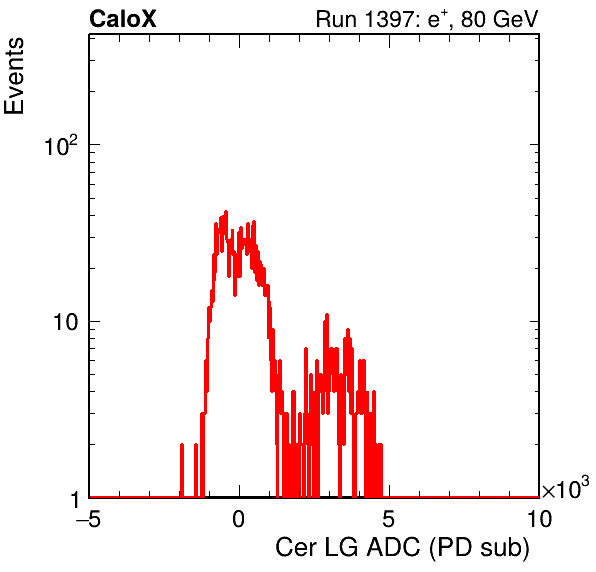 CaloX
Run 1397: e⁺, 80 GeV
Events
10²
10
1
−5
0
5
10
×10³
Cer LG ADC (PD sub)